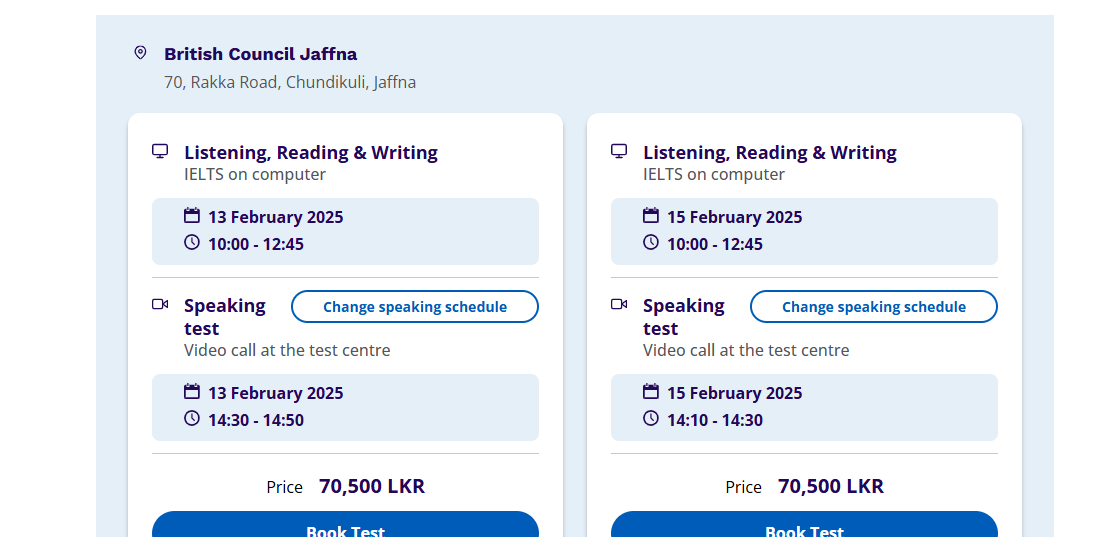 British Council Jaffna
70, Rakka Road, Chundikuli, Jaffna
Listening, Reading & Writing
IELTS on computer
13 February 2025
10:00 - 12:45
Speaking
test
Change speaking schedule
Video call at the test centre
13 February 2025
14:30 - 14:50
Price 70,500 LKR
Book Test
Listening, Reading & Writing
IELTS on computer
15 February 2025
10:00 - 12:45
Speaking
test
Change speaking schedule
Video call at the test centre
15 February 2025
14:10 - 14:30
Price 70,500 LKR
Book Test